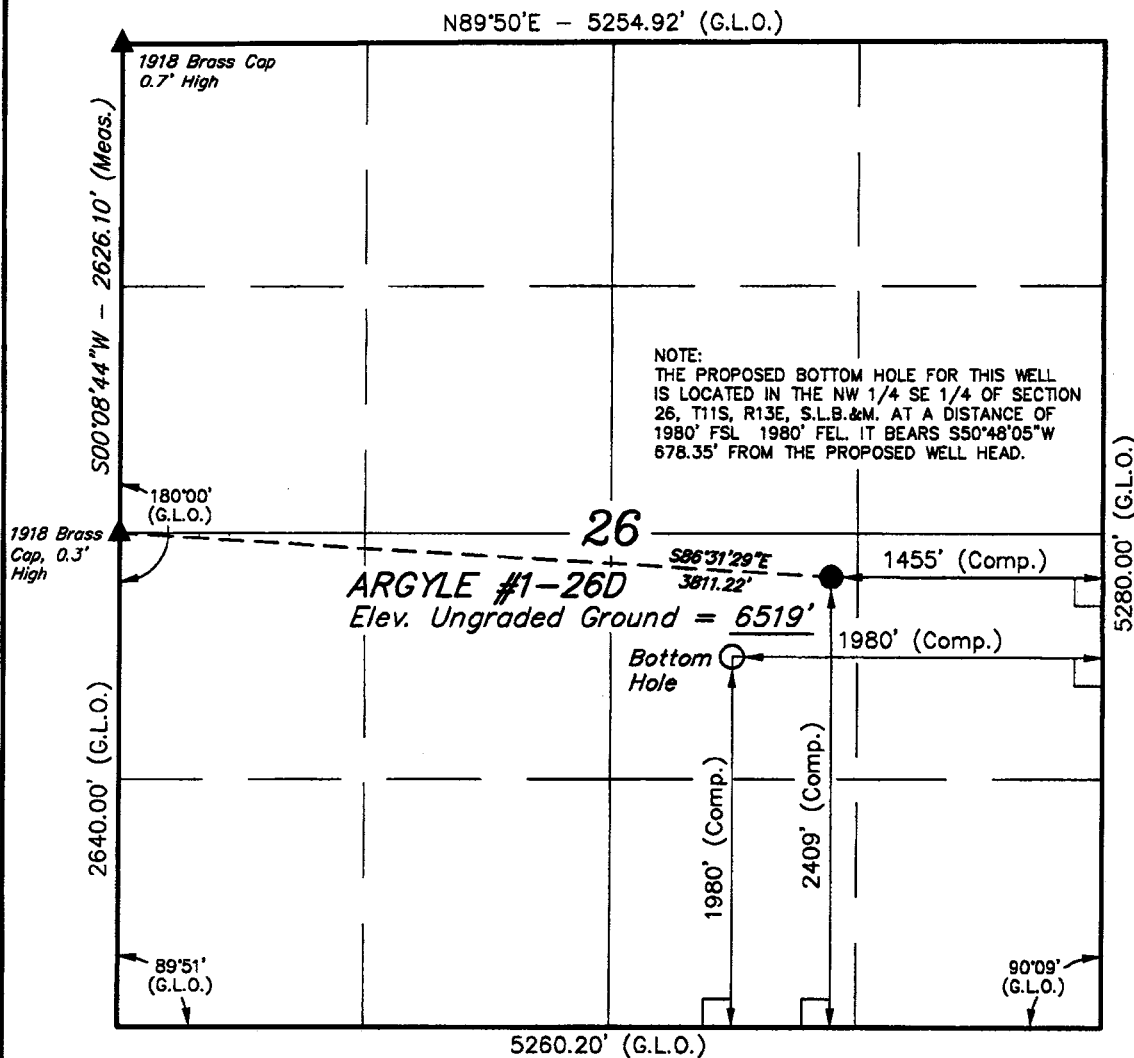 N89°50'E - 5254.92' (G.L.O.)
1918 Brass Cap
0.7' High
S00°08'44"W - 2626.10' (Meas.)
NOTE:
THE PROPOSED BOTTOM HOLE FOR THIS WELL
IS LOCATED IN THE NW 1/4 SE 1/4 OF SECTION
26, T11S, R13E, S.L.B.&M. AT A DISTANCE OF
1980' FSL 1980' FEL. IT BEARS S50°48'05"W
678.35' FROM THE PROPOSED WELL HEAD.
180°00'
(G.L.O.)
1918 Brass
Cap, 0.3'
High
26
S86°31'29"E
3811.22'
1455' (Comp.)
5280.00' (G.L.O.)
ARGYLE #1-26D
Elev. Ungraded Ground = 6519'
1980' (Comp.)
Bottom
Hole
2640.00' (G.L.O.)
1980' (Comp.)
2409' (Comp.)
89°51'
(G.L.O.)
90°09'
(G.L.O.)
5260.20' (G.L.O.)